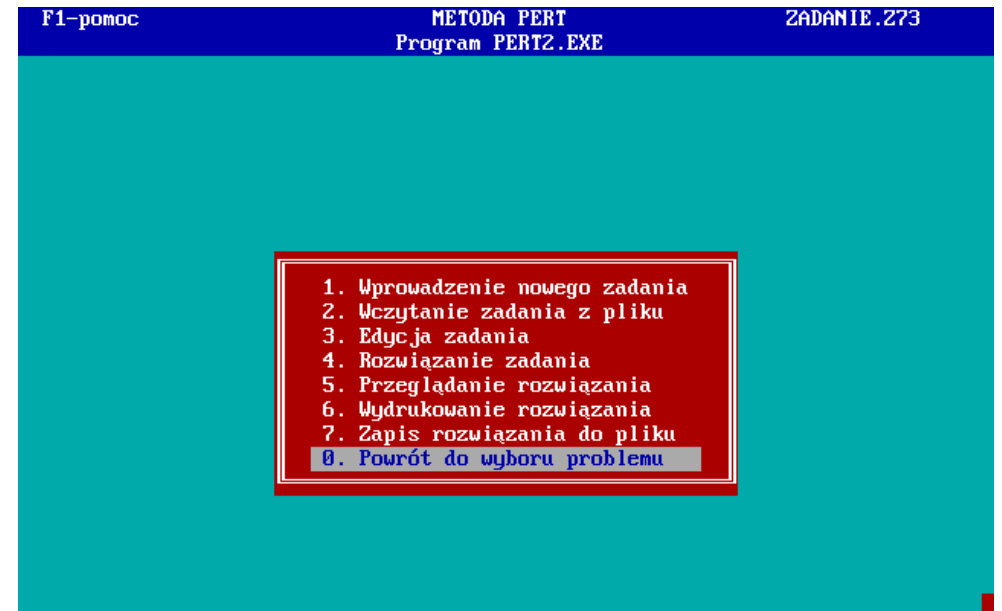 F1-pomoc METODA PERT ZADANIE.Z73
Program PERT2.EXE
1. Wprowadzenie nowego zadania
2. Wczytanie zadania z pliku
3. Edycja zadania
4. Rozwiązanie zadania
5. Przeglądanie rozwiązania
6. Wydrukowanie rozwiązania
7. Zapis rozwiązania do pliku
0. Powrót do wyboru problemu